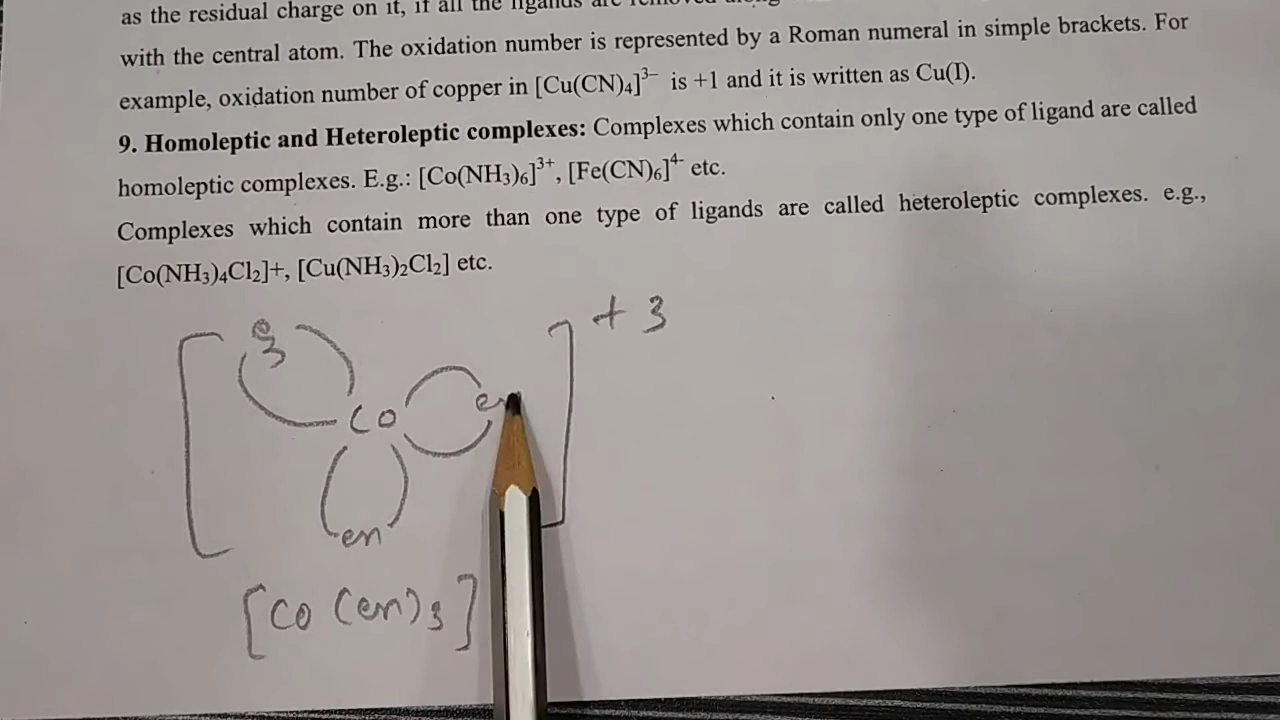 as the residual charge on it, if all the ligands are removed along
with the central atom. The oxidation number is represented by a Roman numeral in simple brackets. For
example, oxidation number of copper in [Cu(CN)₄]³⁻ is +1 and it is written as Cu(I).
9. Homoleptic and Heteroleptic complexes: Complexes which contain only one type of ligand are called
homoleptic complexes. E.g.: [Co(NH₃)₆]³⁺, [Fe(CN)₆]⁴⁻ etc.
Complexes which contain more than one type of ligands are called heteroleptic complexes. e.g.,
[Co(NH₃)₄Cl₂]+, [Cu(NH₃)₂Cl₂] etc.
+ 3
Co
en
[Co (en)₃]